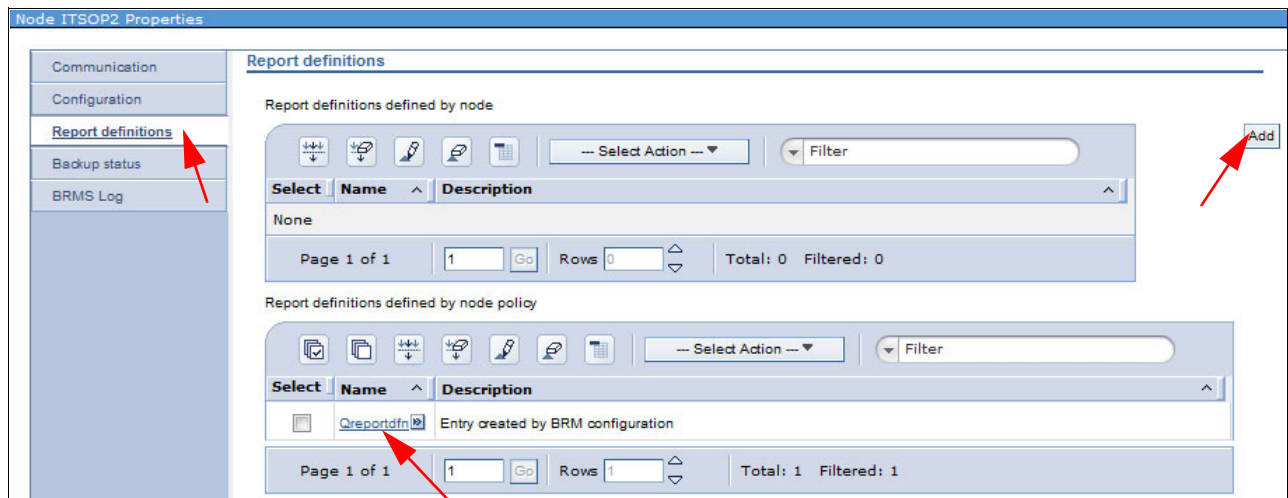 Node ITSOP2 Properties
Communication
Configuration
Report definitions
Backup status
BRMS Log
Report definitions
Report definitions defined by node
--- Select Action ---
Filter
Add
Select Name Description
None
Page 1 of 1 1 Go Rows 0 Total: 0 Filtered: 0
Report definitions defined by node policy
--- Select Action ---
Filter
Select Name Description
Qreportdfn Entry created by BRM configuration
Page 1 of 1 1 Go Rows 1 Total: 1 Filtered: 1